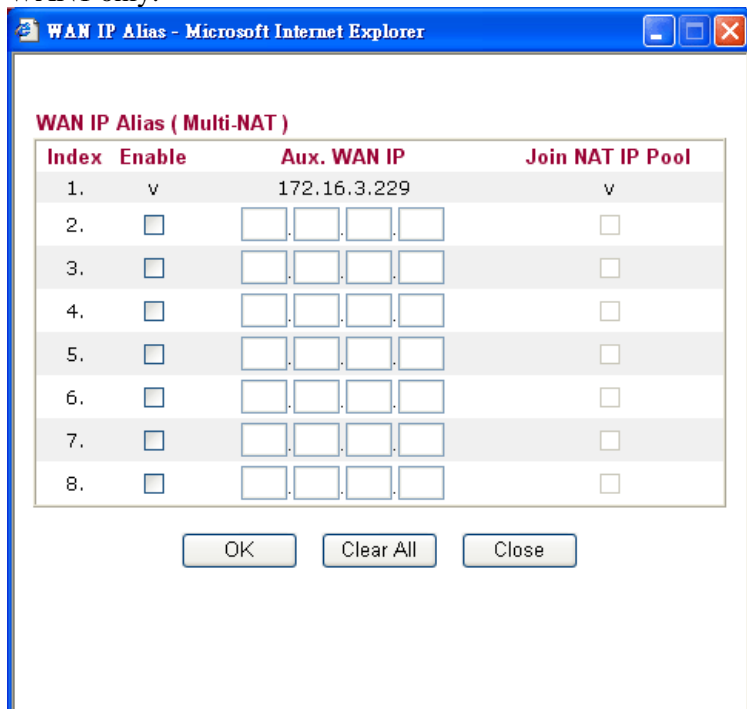 WAN IP Alias - Microsoft Internet Explorer
WAN IP Alias ( Multi-NAT )
Index Enable Aux. WAN IP Join NAT IP Pool
1. v 172.16.3.229 v
2. . . .
3. . . .
4. . . .
5. . . .
6. . . .
7. . . .
8. . . .
OK Clear All Close